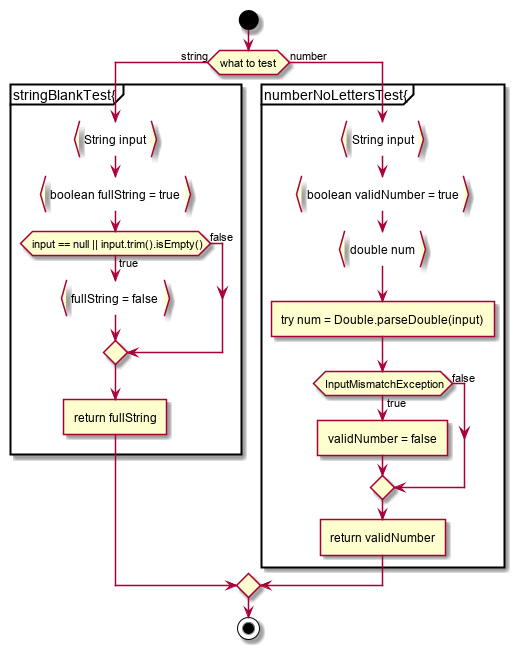 string
what to test
number
stringBlankTest{
String input
boolean fullString = true
input == null || input.trim().isEmpty()
false
true
fullString = false
return fullString
numberNoLettersTest{
String input
boolean validNumber = true
double num
try num = Double.parseDouble(input)
InputMismatchException
false
true
validNumber = false
return validNumber